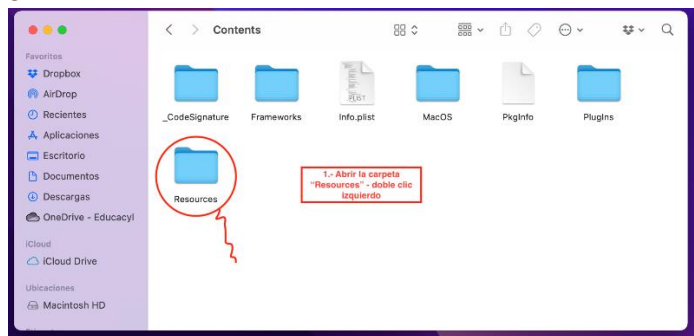 Contents
Favoritos
Dropbox
AirDrop
Recientes
Aplicaciones
Escritorio
Documentos
Descargas
OneDrive - Educacyl
iCloud
iCloud Drive
Ubicaciones
Macintosh HD
_CodeSignature
Frameworks
PLIST
Info.plist
MacOS
PkgInfo
PlugIns
Resources
1.- Abrir la carpeta
"Resources" - doble clic
izquierdo